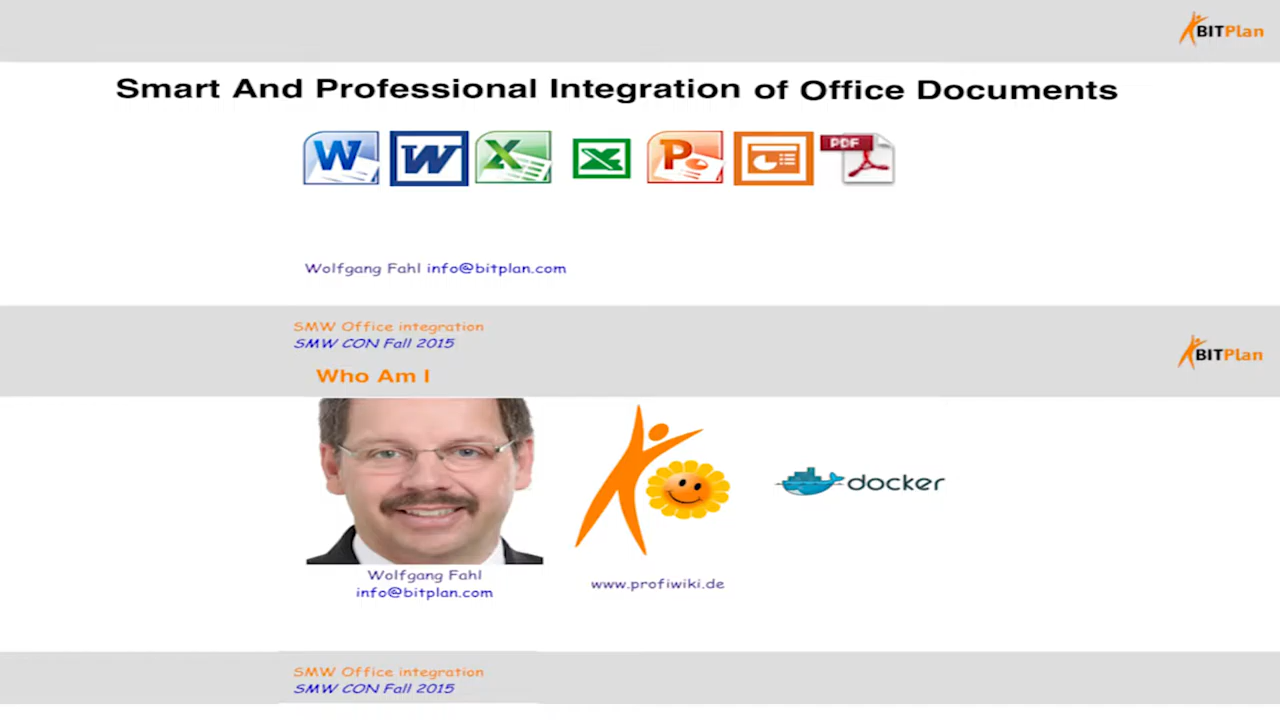 BITPlan
Smart And Professional Integration of Office Documents
W W X X P PDF
Wolfgang Fahl info@bitplan.com
SMW Office integration
SMW CON Fall 2015
BITPlan
Who Am I
docker
Wolfgang Fahl
info@bitplan.com
www.profiwiki.de
SMW Office integration
SMW CON Fall 2015